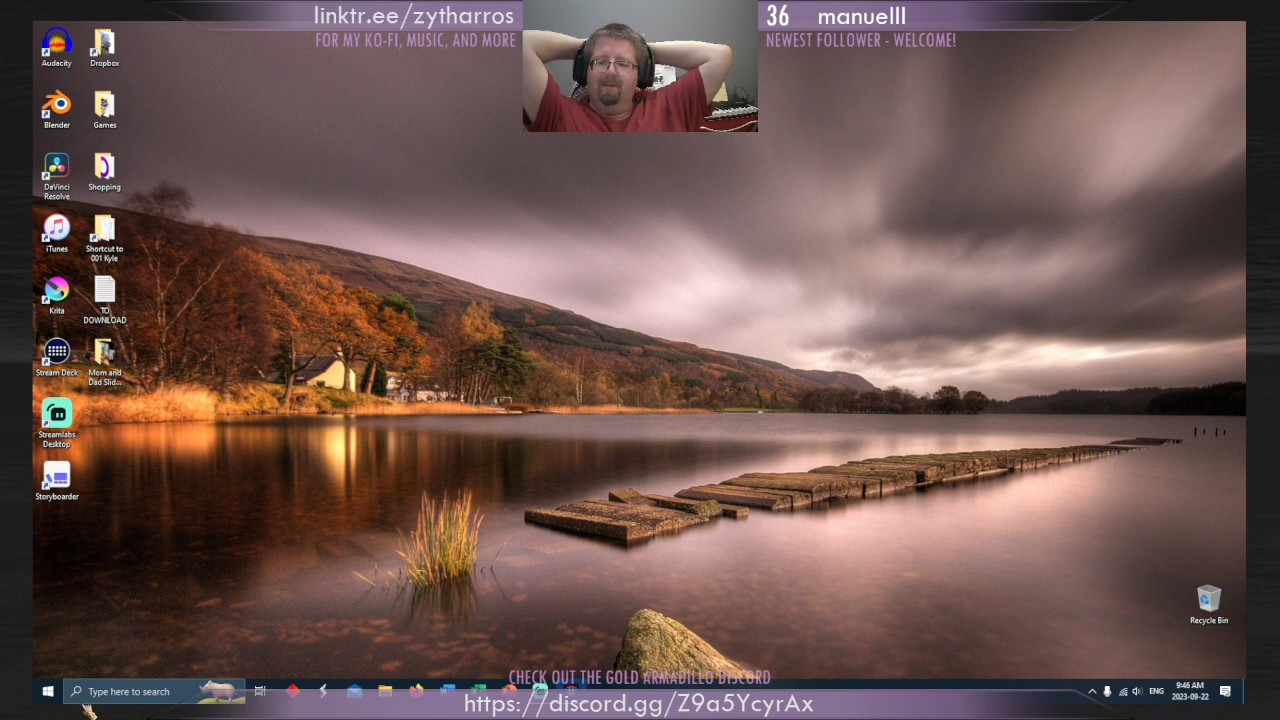 linktr.ee/zytharros
FOR MY KO-FI, MUSIC, AND MORE
36 manuelll
NEWEST FOLLOWER - WELCOME!
Audacity
Dropbox
Blender
Games
DaVinci
Resolve
Shopping
iTunes
Shortcut to
001 Kyle
Krita
TO
DOWNLOAD
Stream Deck
Mom and
Dad Slid...
Streamlabs
Desktop
Storyboarder
Recycle Bin
CHECK OUT THE GOLD ARMADILLO DISCORD
Type here to search
ENG
9:46 AM
2023-09-22
https://discord.gg/Z9a5YcyrAx